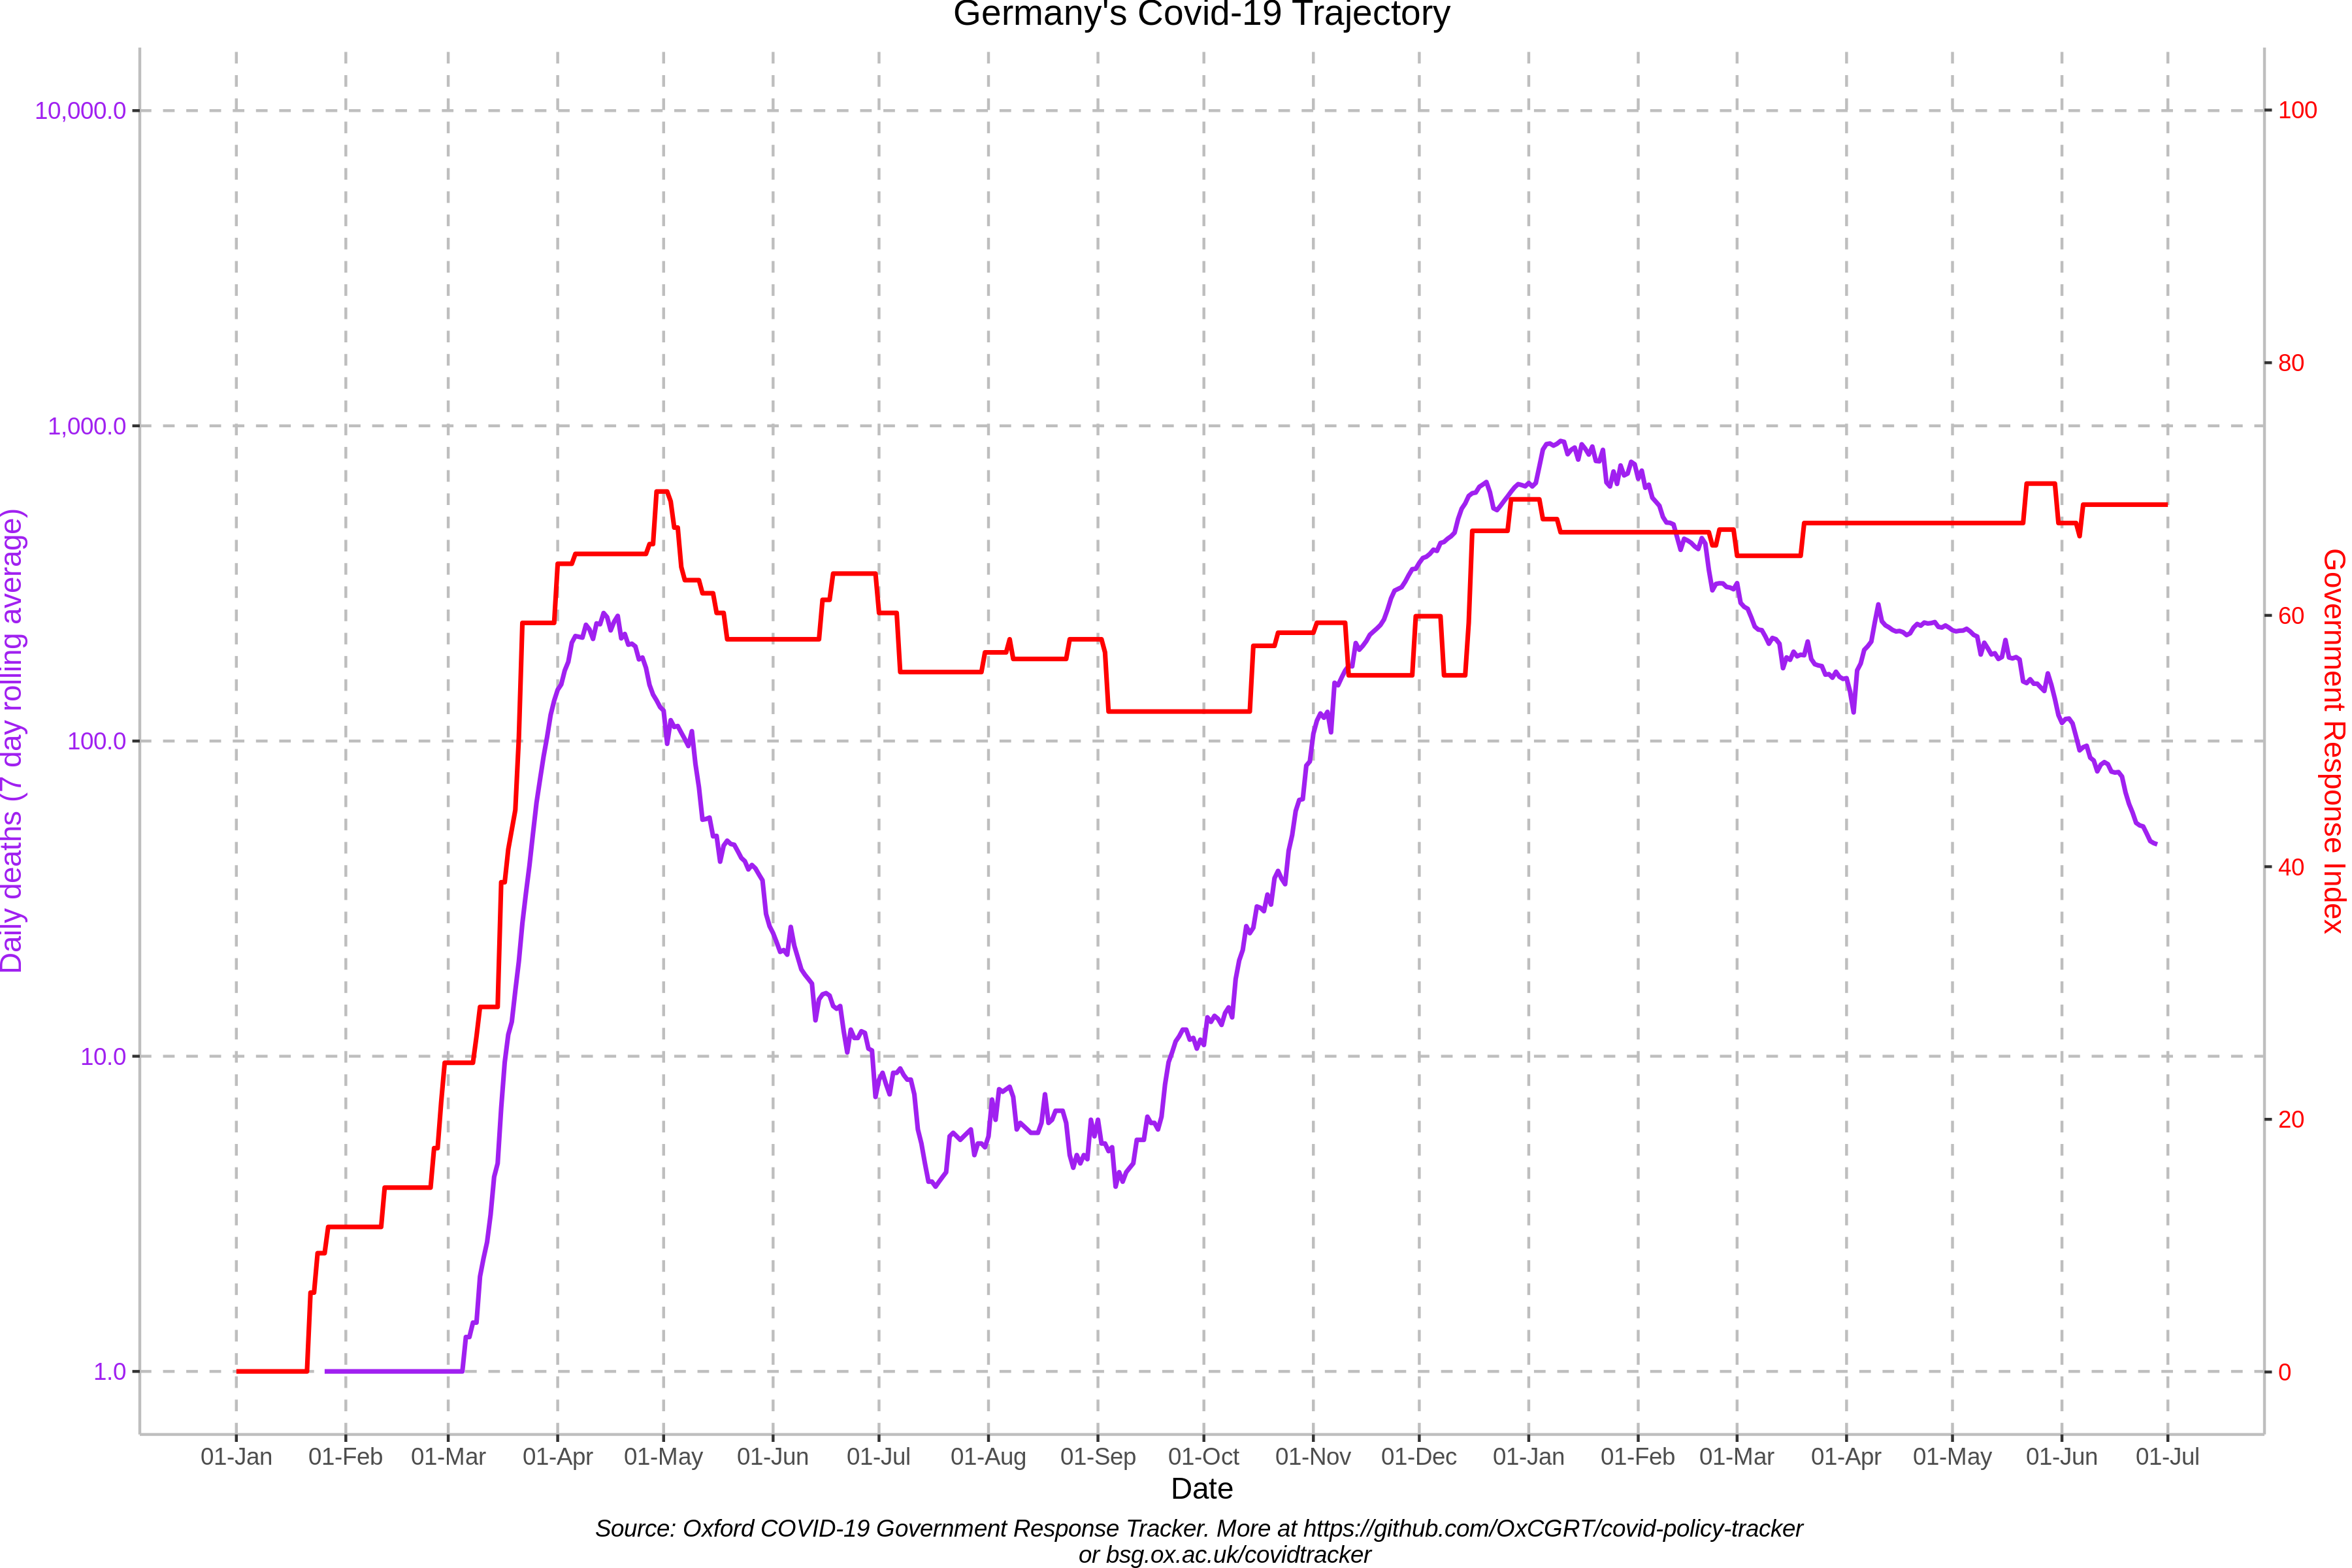 Germany's Covid-19 Trajectory
10,000.0
1,000.0
100.0
10.0
1.0
Daily deaths (7 day rolling average)
100
80
60
40
20
0
Government Response Index
01-Jan 01-Feb 01-Mar 01-Apr 01-May 01-Jun 01-Jul 01-Aug 01-Sep 01-Oct 01-Nov 01-Dec 01-Jan 01-Feb 01-Mar 01-Apr 01-May 01-Jun 01-Jul
Date
Source: Oxford COVID-19 Government Response Tracker. More at https://github.com/OxCGRT/covid-policy-tracker
or bsg.ox.ac.uk/covidtracker